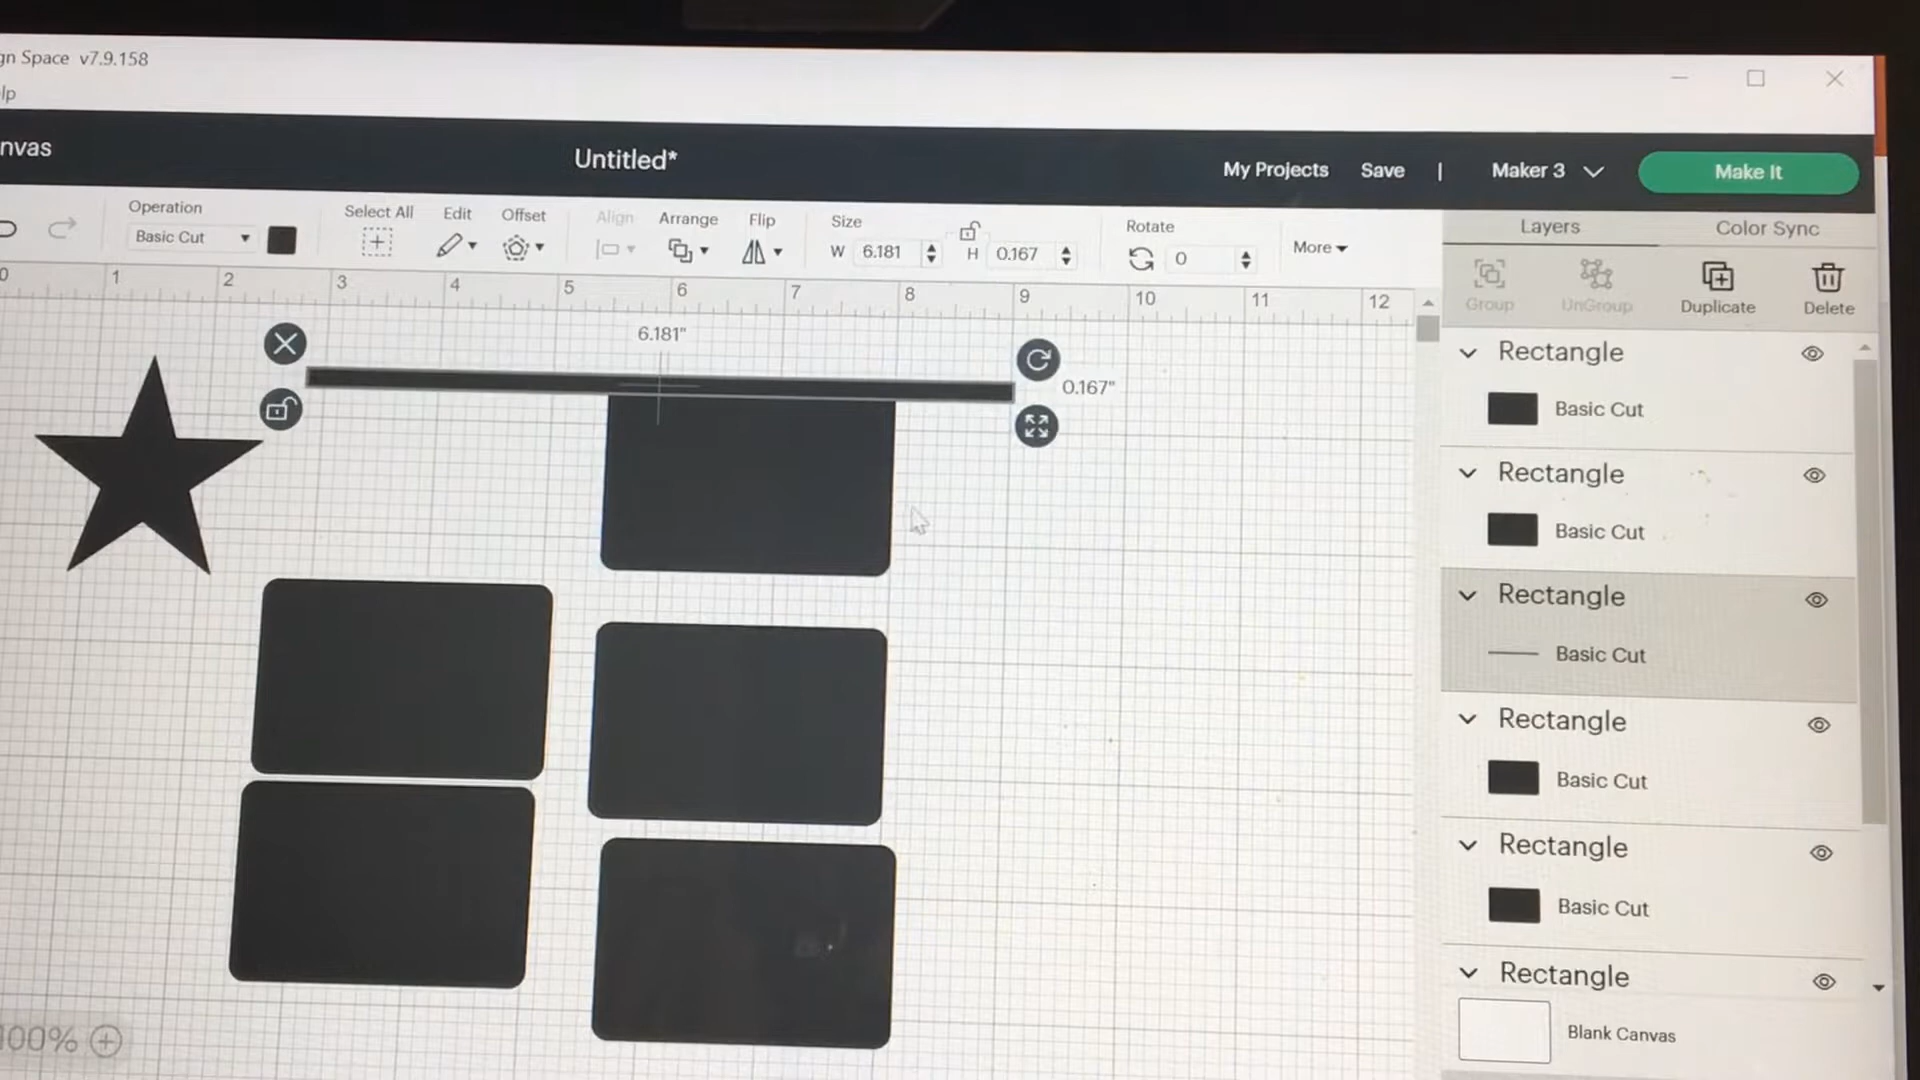 gn Space v7.9.158
lp
nvas
Untitled*
My Projects
Save
|
Maker 3
Make It
Operation
Basic Cut
Select All
Edit
Offset
Align
Arrange
Flip
Size
W 6.181
H 0.167
Rotate
0
More
Layers
Color Sync
Group
UnGroup
Duplicate
Delete
0 1 2 3 4 5 6 7 8 9 10 11 12
6.181"
0.167"
Rectangle
Basic Cut
Rectangle
Basic Cut
Rectangle
Basic Cut
Rectangle
Basic Cut
Rectangle
Basic Cut
Rectangle
Blank Canvas
100%